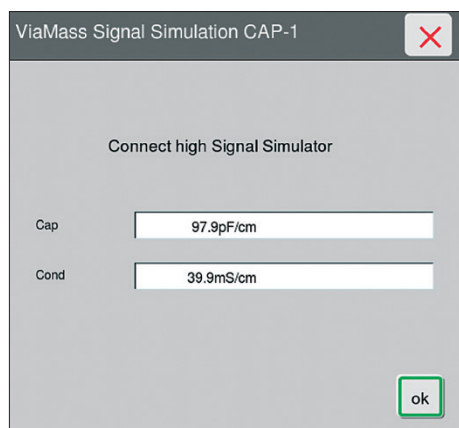 ViaMass Signal Simulation CAP-1
Connect high Signal Simulator
Cap 97.9pF/cm
Cond 39.9mS/cm
ok